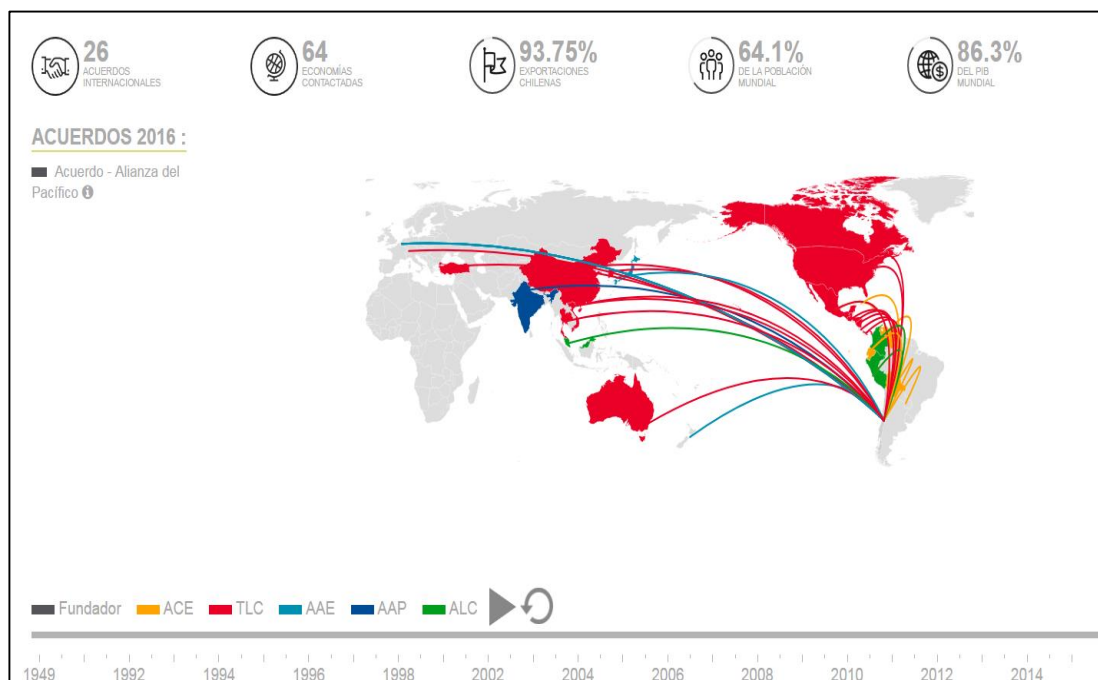 26
ACUERDOS
INTERNACIONALES
64
ECONOMÍAS
CONTACTADAS
93.75%
EXPORTACIONES
CHILENAS
64.1%
DE LA POBLACIÓN
MUNDIAL
86.3%
DEL PIB
MUNDIAL
ACUERDOS 2016 :
Acuerdo - Alianza del
Pacífico
Fundador ACE TLC AAE AAP ALC
1949 1992 1994 1996 1998 2002 2004 2006 2008 2010 2012 2014